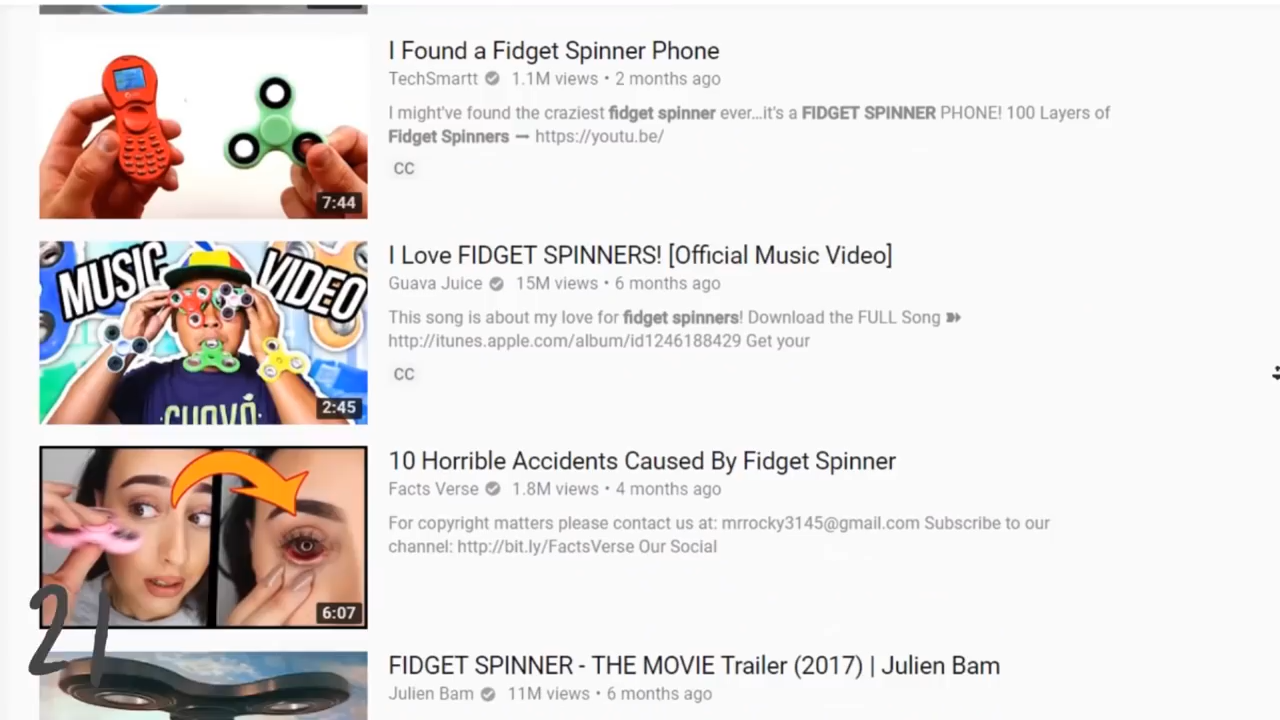 I Found a Fidget Spinner Phone
TechSmartt 1.1M views • 2 months ago
I might've found the craziest fidget spinner ever...it's a FIDGET SPINNER PHONE! 100 Layers of
Fidget Spinners ➖ https://youtu.be/
CC
7:44
MUSIC VIDEO
I Love FIDGET SPINNERS! [Official Music Video]
Guava Juice 15M views • 6 months ago
This song is about my love for fidget spinners! Download the FULL Song ➽
http://itunes.apple.com/album/id1246188429 Get your
CC
2:45
10 Horrible Accidents Caused By Fidget Spinner
Facts Verse 1.8M views • 4 months ago
For copyright matters please contact us at: mrrocky3145@gmail.com Subscribe to our
channel: http://bit.ly/FactsVerse Our Social
6:07
21
FIDGET SPINNER - THE MOVIE Trailer (2017) | Julien Bam
Julien Bam 11M views • 6 months ago